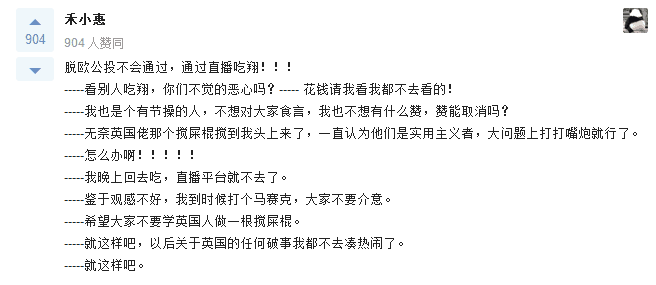 禾小惠
904
904 人赞同
脱欧公投不会通过，通过直播吃翔！！！
-----看别人吃翔，你们不觉的恶心吗？----- 花钱请我看我都不去看的！
-----我也是个有节操的人，不想对大家食言，我也不想有什么赞，赞能取消吗？
-----无奈英国佬那个搅屎棍搅到我头上来了，一直认为他们是实用主义者，大问题上打打嘴炮就行了。
-----怎么办啊！！！！！
-----我晚上回去吃，直播平台就不去了。
-----鉴于观感不好，我到时候打个马赛克，大家不要介意。
-----希望大家不要学英国人做一根搅屎棍。
-----就这样吧，以后关于英国的任何破事我都不去凑热闹了。
-----就这样吧。